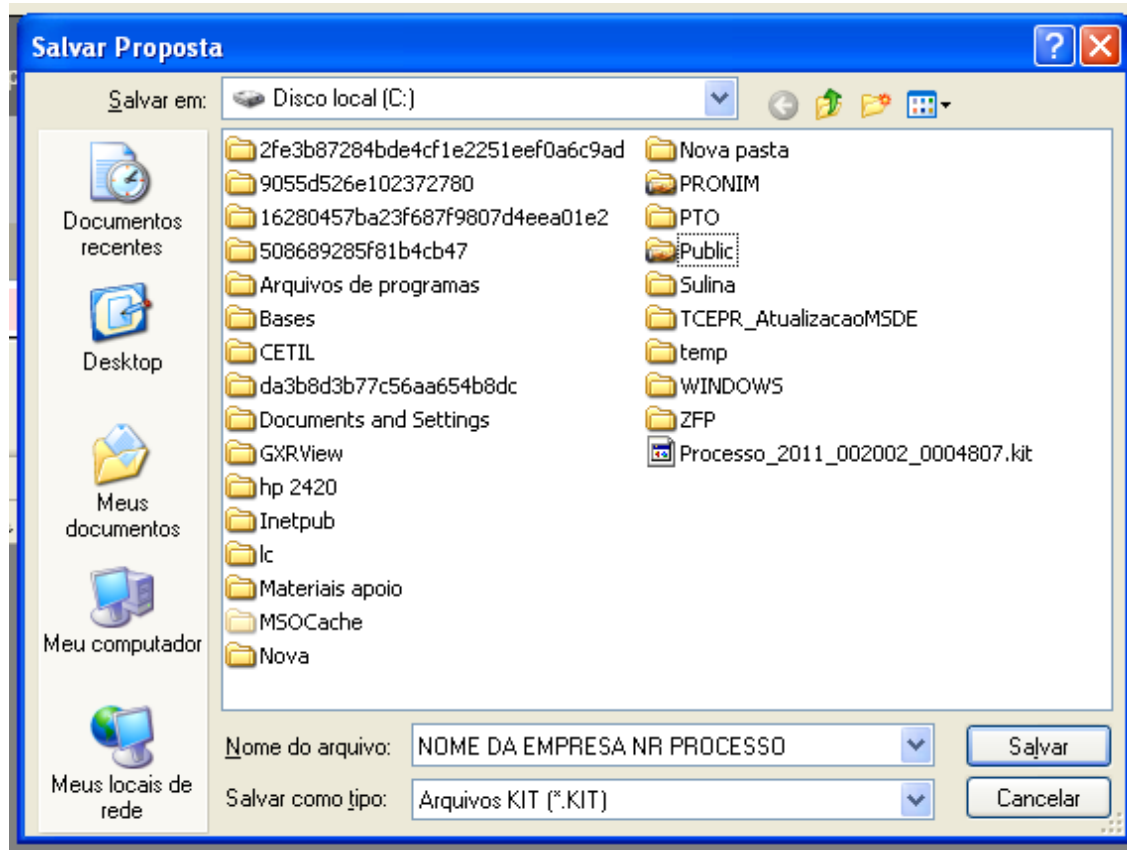 Salvar Proposta
Salvar em:
Disco local (C:)
Documentos
recentes
Desktop
Meus
documentos
Meu computador
Meus locais de
rede
2fe3b87284bde4cf1e2251eef0a6c9ad
9055d526e102372780
16280457ba23f687f9807d4eea01e2
508689285f81b4cb47
Arquivos de programas
Bases
CETIL
da3b8d3b77c56aa654b8dc
Documents and Settings
GXRView
hp 2420
Inetpub
lc
Materiais apoio
MSOCache
Nova
Nova pasta
PRONIM
PTO
Public
Sulina
TCEPR_AtualizacaoMSDE
temp
WINDOWS
ZFP
Processo_2011_002002_0004807.kit
Nome do arquivo:
NOME DA EMPRESA NR PROCESSO
Salvar
Salvar como tipo:
Arquivos KIT (*.KIT)
Cancelar